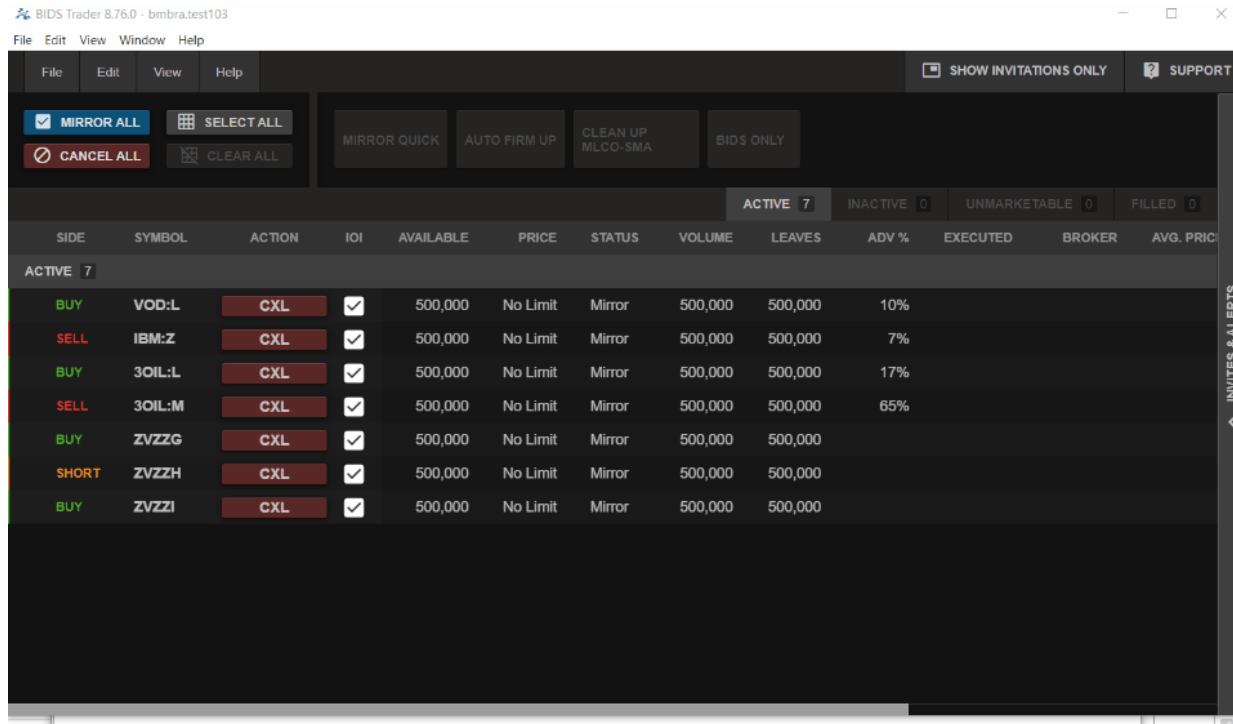 BIDS Trader 8.76.0 - bmbra.test103
File Edit View Window Help
File Edit View Help SHOW INVITATIONS ONLY SUPPORT
MIRROR ALL SELECT ALL
CANCEL ALL CLEAR ALL
MIRROR QUICK AUTO FIRM UP CLEAN UP MLCO-SMA BIDS ONLY
ACTIVE 7 INACTIVE 0 UNMARKETABLE 0 FILLED 0
SIDE SYMBOL ACTION IOI AVAILABLE PRICE STATUS VOLUME LEAVES ADV % EXECUTED BROKER AVG. PRIC
ACTIVE 7
BUY VOD:L CXL 500,000 No Limit Mirror 500,000 500,000 10%
SELL IBM:Z CXL 500,000 No Limit Mirror 500,000 500,000 7%
BUY 3OIL:L CXL 500,000 No Limit Mirror 500,000 500,000 17%
SELL 3OIL:M CXL 500,000 No Limit Mirror 500,000 500,000 65%
BUY ZVZZG CXL 500,000 No Limit Mirror 500,000 500,000
SHORT ZVZZH CXL 500,000 No Limit Mirror 500,000 500,000
BUY ZVZZI CXL 500,000 No Limit Mirror 500,000 500,000
INVITES & ALERTS